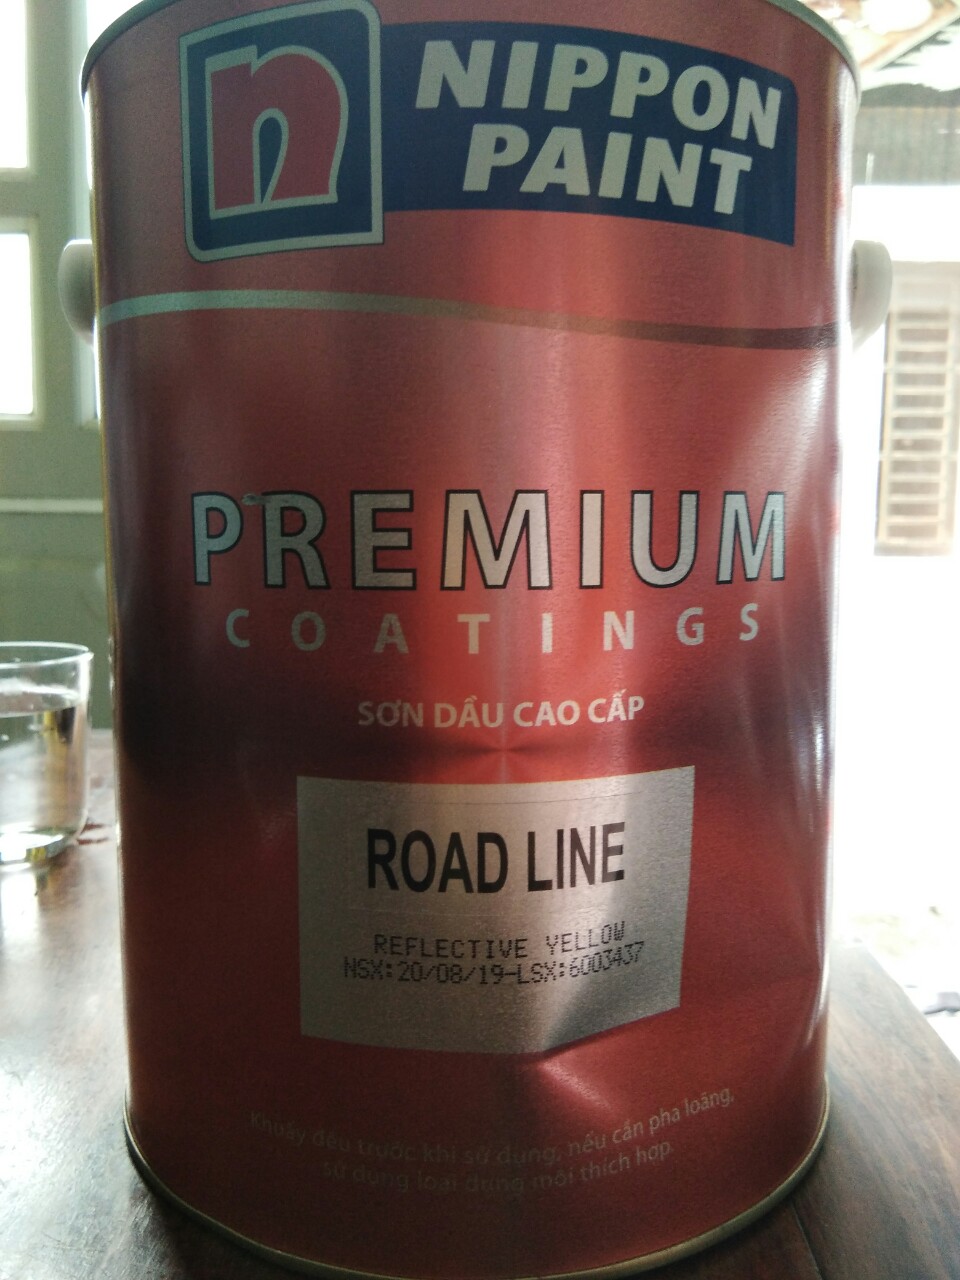 n
NIPPON
PAINT
PREMIUM
COATINGS
SƠN DẦU CAO CẤP
ROAD LINE
REFLECTIVE YELLOW
NSX:20/08/19-LSX:6003437
Khuấy đều trước khi sử dụng, nếu cần pha loãng,
sử dụng loại dung môi thích hợp.